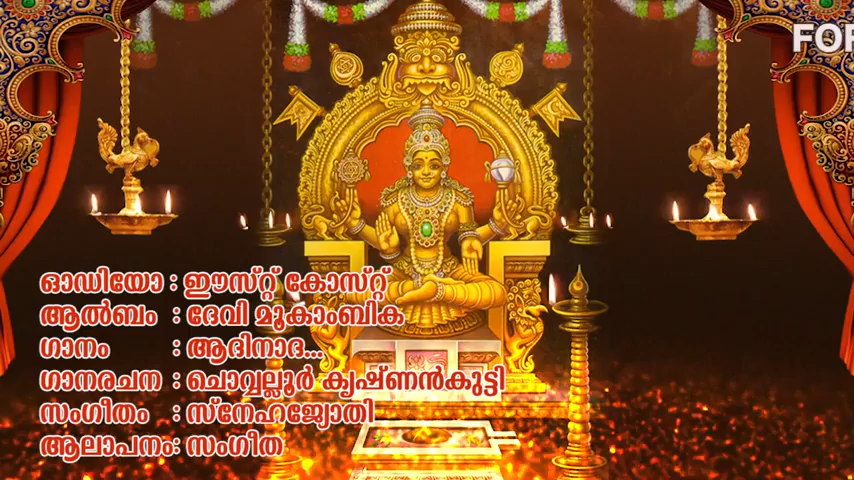 FOR
ഓഡിയോ : ഈസ്റ്റ് കോസ്റ്റ്
ആൽബം : ദേവി മൂകാംബിക
ഗാനം : ആദിനാദ...
ഗാനരചന : ചൊവ്വല്ലൂർ കൃഷ്ണൻകുട്ടി
സംഗീതം : സ്നേഹജ്യോതി
ആലാപനം: സംഗീത